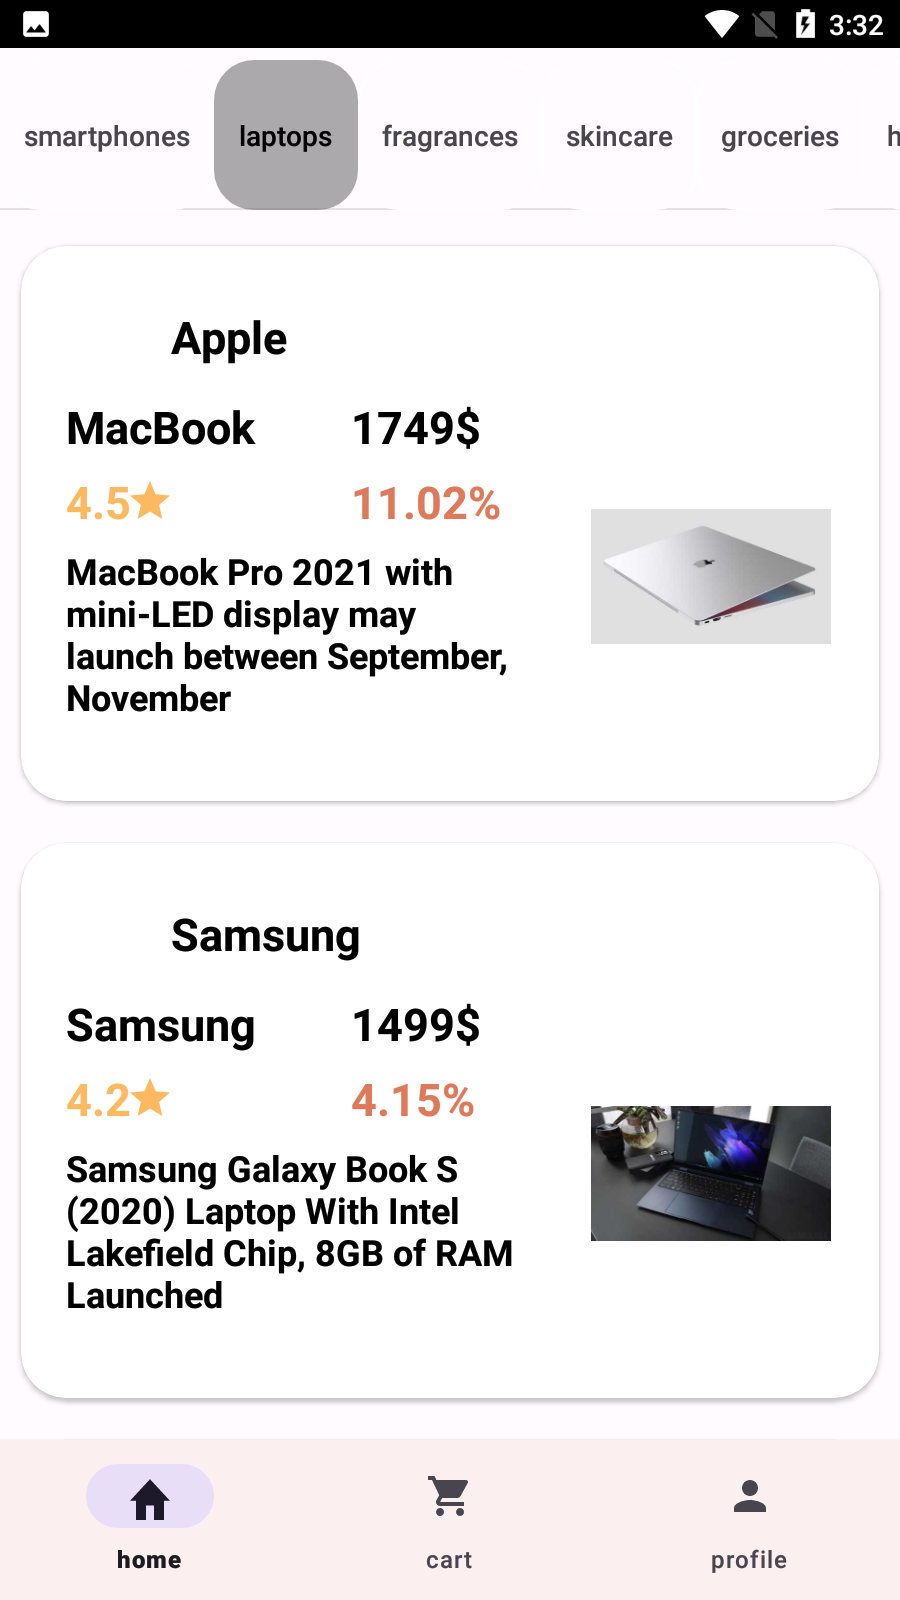 3:32
smartphones laptops fragrances skincare groceries h
Apple
MacBook 1749$
4.5 11.02%
MacBook Pro 2021 with
mini-LED display may
launch between September,
November
Samsung
Samsung 1499$
4.2 4.15%
Samsung Galaxy Book S
(2020) Laptop With Intel
Lakefield Chip, 8GB of RAM
Launched
home cart profile